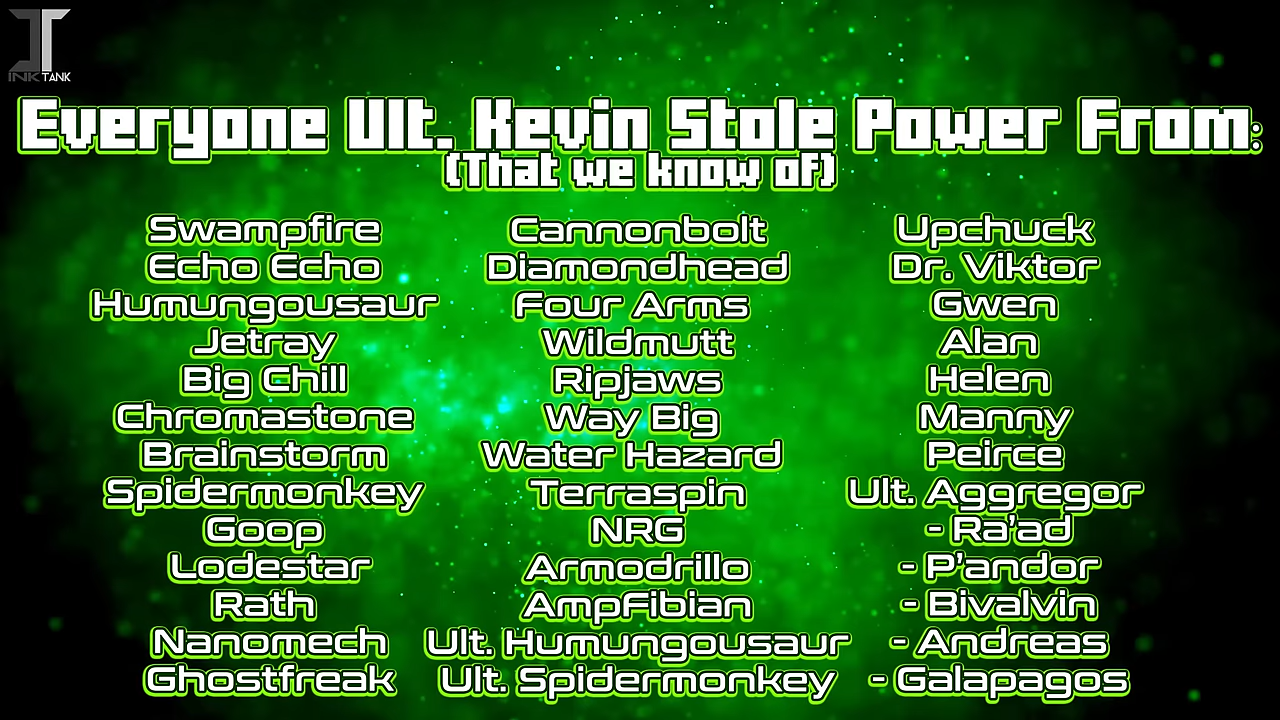 INK TANK
Everyone Ult. Kevin Stole Power From:
(That we know of)
Swampfire
Echo Echo
Humungousaur
Jetray
Big Chill
Chromastone
Brainstorm
Spidermonkey
Goop
Lodestar
Rath
Nanomech
Ghostfreak
Cannonbolt
Diamondhead
Four Arms
Wildmutt
Ripjaws
Way Big
Water Hazard
Terraspin
NRG
Armodrillo
AmpFibian
Ult. Humungousaur
Ult. Spidermonkey
Upchuck
Dr. Viktor
Gwen
Alan
Helen
Manny
Peirce
Ult. Aggregor
- Ra'ad
- P'andor
- Bivalvin
- Andreas
- Galapagos